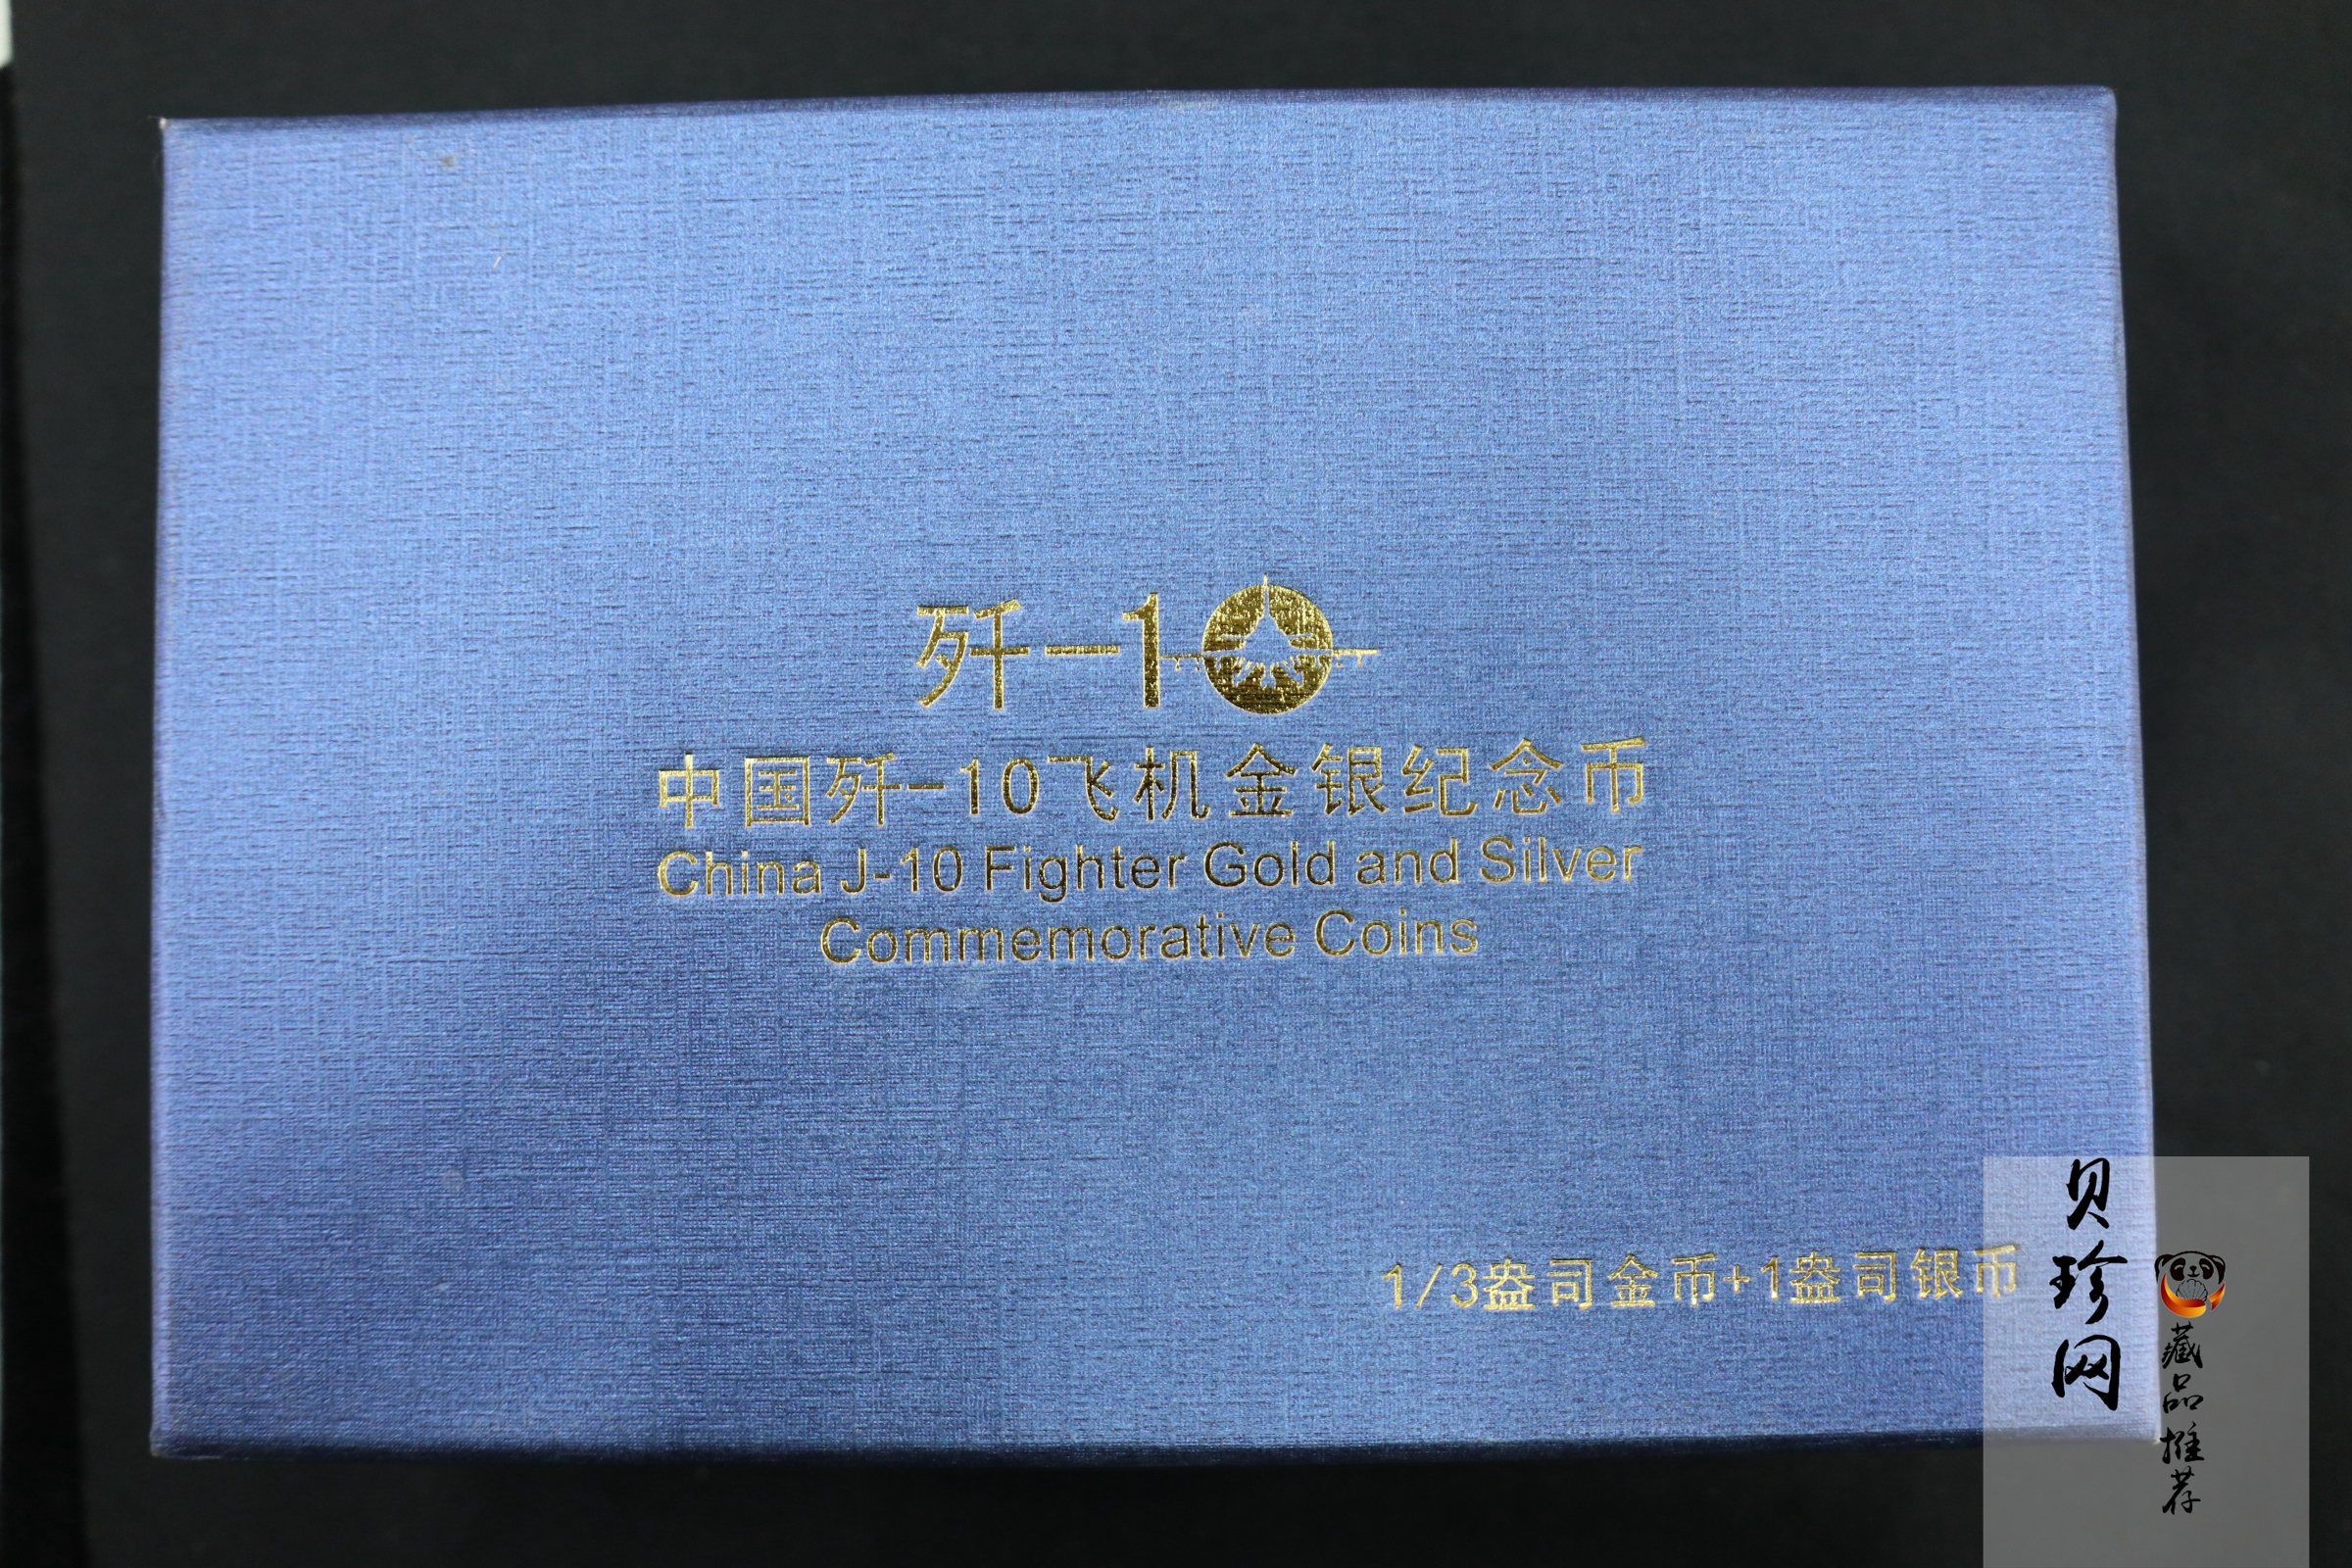 歼-10
中国歼-10飞机金银纪念币
China J-10 Fighter Gold and Silver
Commemorative Coins
1/3盎司金币+1盎司银币
贝珍网
藏品推荐